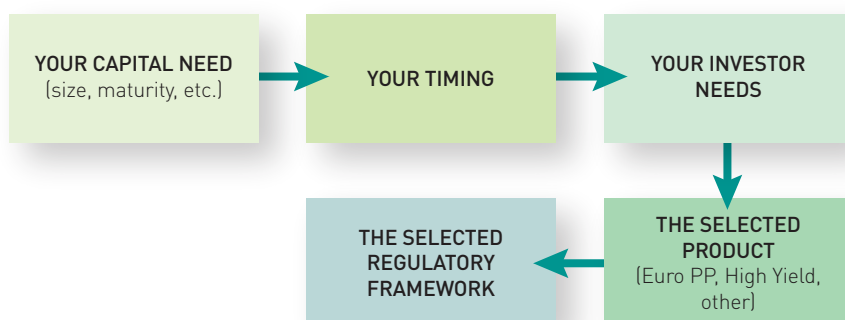 YOUR CAPITAL NEED
(size, maturity, etc.)
YOUR TIMING
YOUR INVESTOR
NEEDS
THE SELECTED
PRODUCT
(Euro PP, High Yield,
other)
THE SELECTED
REGULATORY
FRAMEWORK